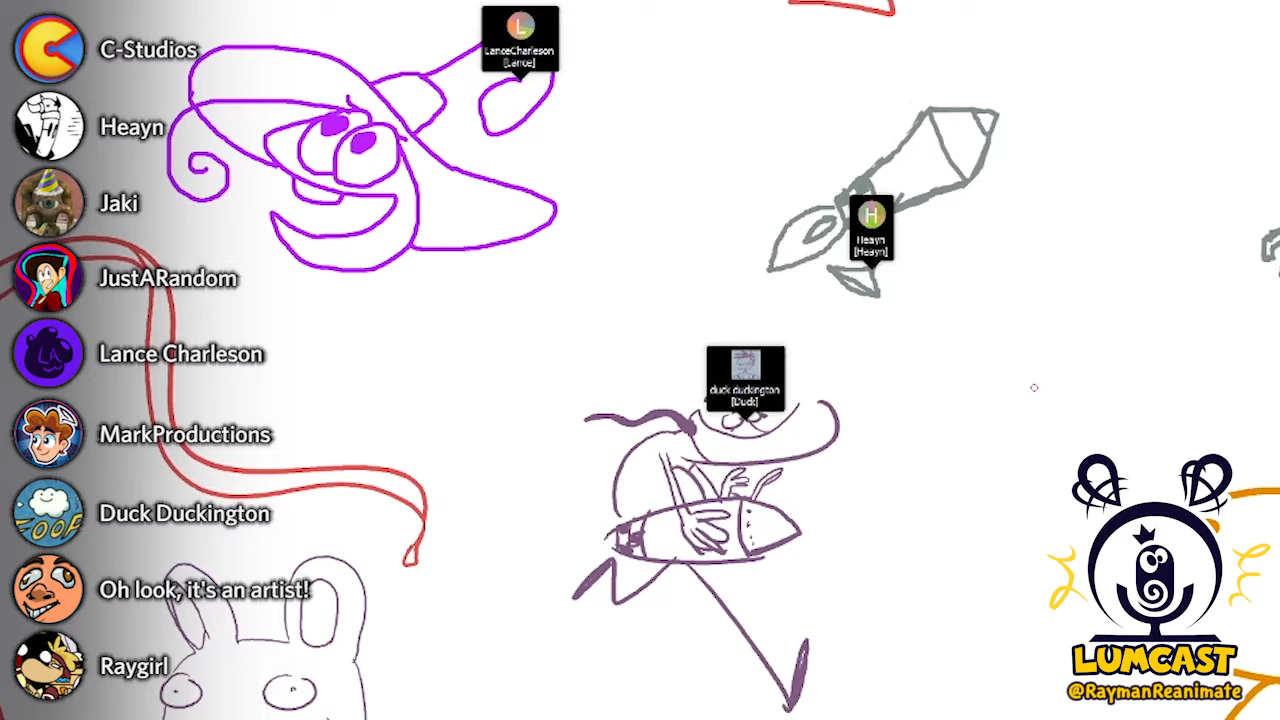 C-Studios
Heayn
Jaki
JustARandom
Lance Charleson
MarkProductions
Duck Duckington
Oh look, it's an artist!
Raygirl
L
LanceCharleson
[Lance]
H
Heayn
[Heayn]
duck duckington
[Duck]
LUMCAST
@RaymanReanimate